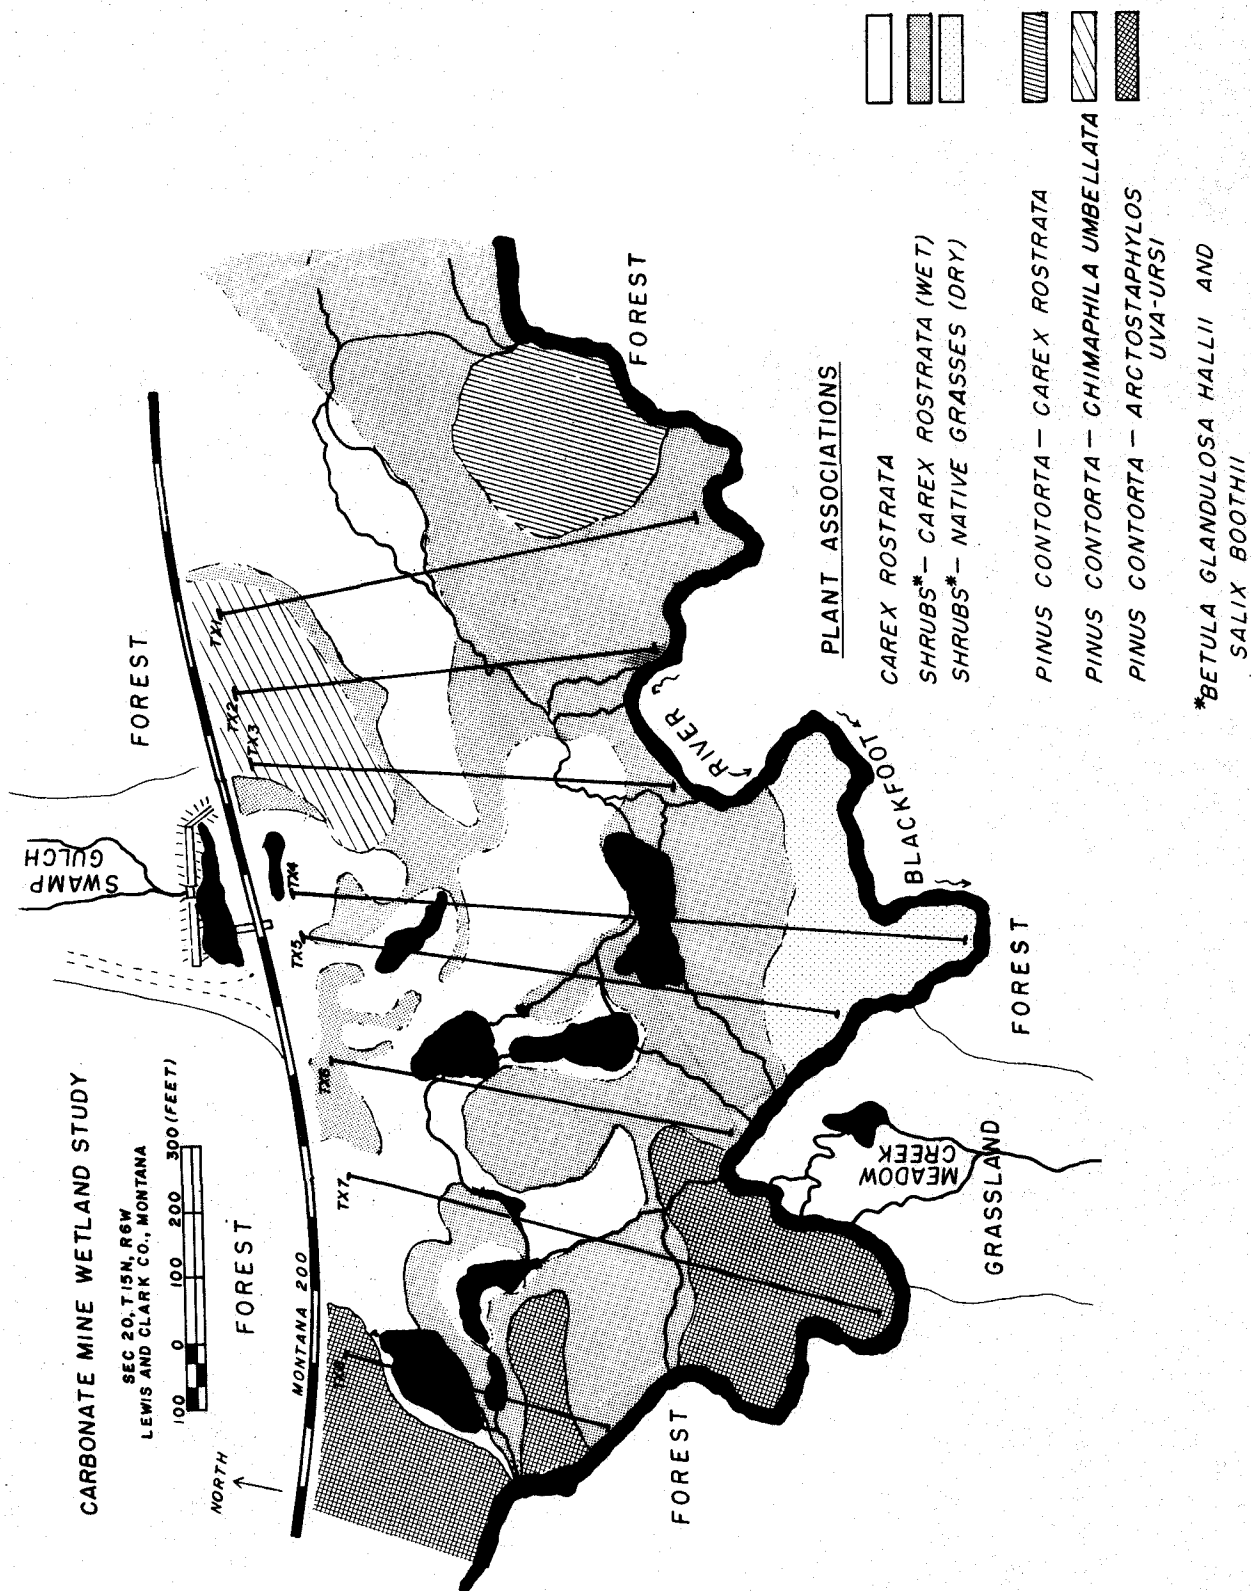 CARBONATE MINE WETLAND STUDY
SEC 20, T15N, R6W
LEWIS AND CLARK CO., MONTANA
100 0 100 200 300 (FEET)
NORTH
FOREST
FOREST
MONTANA 200
SWAMP
GULCH
TX8
TX7
TX6
TX5
TX4
TX3
TX2
TX1
FOREST
FOREST
FOREST
RIVER
BLACKFOOT
MEADOW
CREEK
GRASSLAND
PLANT ASSOCIATIONS
CAREX ROSTRATA
SHRUBS*- CAREX ROSTRATA (WET)
SHRUBS*- NATIVE GRASSES (DRY)
PINUS CONTORTA - CAREX ROSTRATA
PINUS CONTORTA - CHIMAPHILA UMBELLATA
PINUS CONTORTA - ARCTOSTAPHYLOS
UVA-URSI
*BETULA GLANDULOSA HALLII AND
SALIX BOOTHII